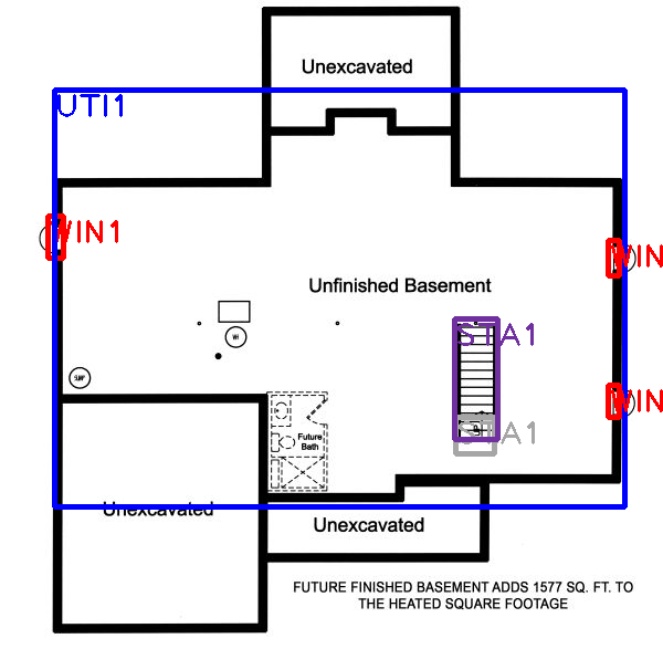 Unexcavated
UTI1
WIN1
WIN
Unfinished Basement
STA1
WH
WIN
STA1
Future
Bath
Unexcavated
Unexcavated
FUTURE FINISHED BASEMENT ADDS 1577 SQ. FT. TO
THE HEATED SQUARE FOOTAGE